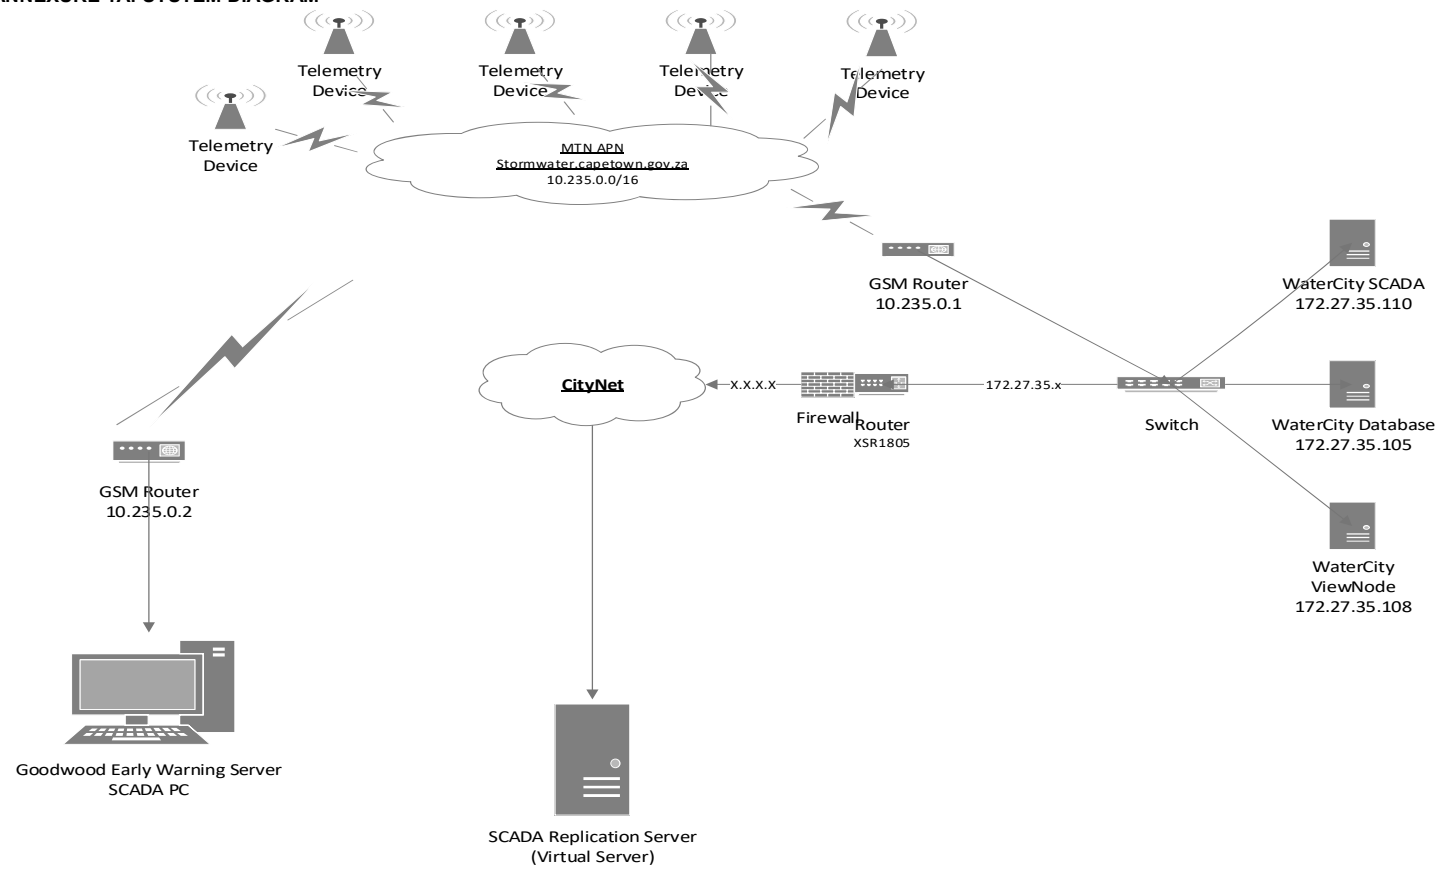 Telemetry
Device
Telemetry
Device
Telemetry
Device
Telemetry
Device
Telemetry
Device
MTN APN
Stormwater.capetown.gov.za
10.235.0.0/16
GSM Router
10.235.0.1
WaterCity SCADA
172.27.35.110
CityNet
X.X.X.X
Firewall
Router
XSR1805
172.27.35.x
Switch
WaterCity Database
172.27.35.105
GSM Router
10.235.0.2
WaterCity
ViewNode
172.27.35.108
Goodwood Early Warning Server
SCADA PC
SCADA Replication Server
(Virtual Server)